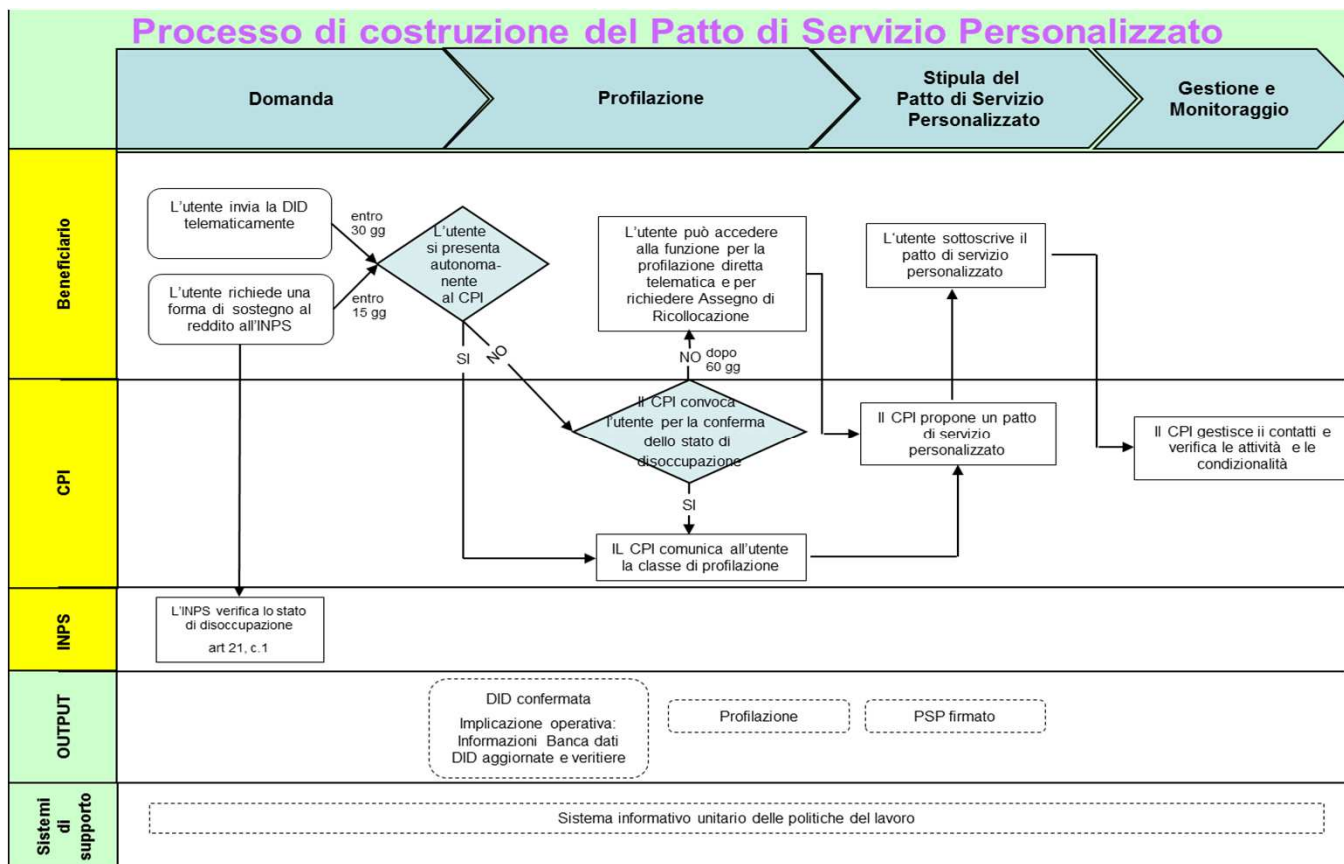 Processo di costruzione del Patto di Servizio Personalizzato
Domanda
Profilazione
Stipula del
Patto di Servizio
Personalizzato
Gestione e
Monitoraggio
Beneficiario
L'utente invia la DID
telematicamente
entro
30 gg
L'utente richiede una
forma di sostegno al
reddito all'INPS
entro
15 gg
L'utente
si presenta
autonoma-
nente
al CPI
SI
NO
L'utente può accedere
alla funzione per la
profilazione diretta
telematica e per
richiedere Assegno di
Ricollocazione
NO dopo
60 gg
L'utente sottoscrive il
patto di servizio
personalizzato
CPI
Il CPI convoca
l'utente per la conferma
dello stato di
disoccupazione
SI
IL CPI comunica all'utente
la classe di profilazione
Il CPI propone un patto
di servizio
personalizzato
Il CPI gestisce ii contatti e
verifica le attività e le
condizionalità
INPS
L'INPS verifica lo stato
di disoccupazione
art 21, c.1
OUTPUT
DID confermata
Implicazione operativa:
Informazioni Banca dati
DID aggiornate e veritiere
Profilazione
PSP firmato
Sistemi
di
supporto
Sistema informativo unitario delle politiche del lavoro